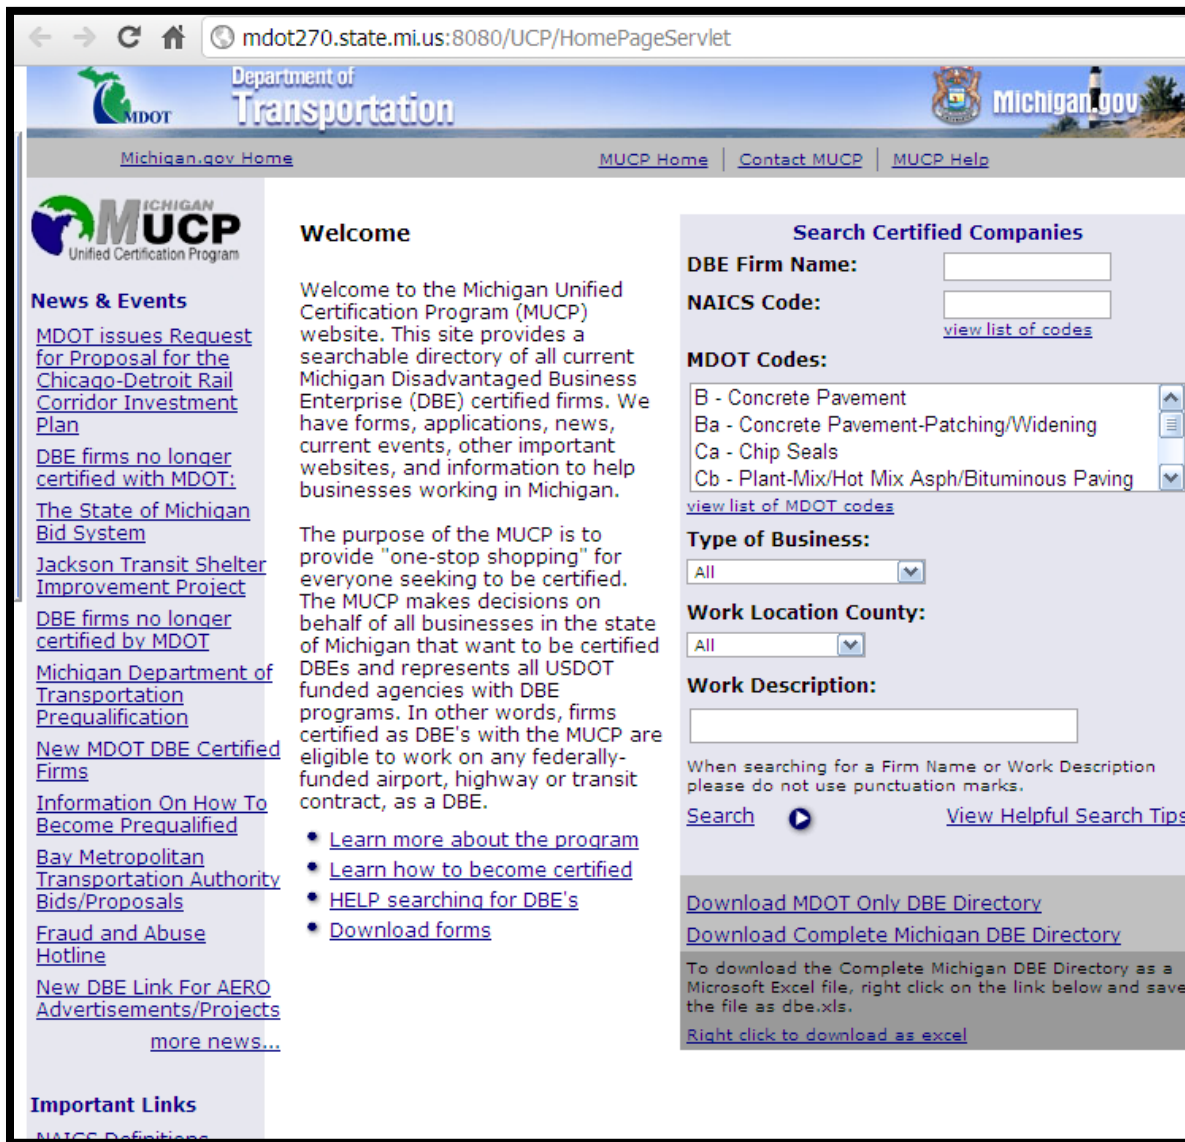 mdot270.state.mi.us:8080/UCP/HomePageServlet
MDOT
Department of
Transportation
Michigan.gov
Michigan.gov Home
MUCP Home
Contact MUCP
MUCP Help
MICHIGAN
MUCP
Unified Certification Program
News & Events
MDOT issues Request
for Proposal for the
Chicago-Detroit Rail
Corridor Investment
Plan
DBE firms no longer
certified with MDOT:
The State of Michigan
Bid System
Jackson Transit Shelter
Improvement Project
DBE firms no longer
certified by MDOT
Michigan Department of
Transportation
Prequalification
New MDOT DBE Certified
Firms
Information On How To
Become Prequalified
Bay Metropolitan
Transportation Authority
Bids/Proposals
Fraud and Abuse
Hotline
New DBE Link For AERO
Advertisements/Projects
more news...
Important Links
NAICS Definitions
Welcome
Welcome to the Michigan Unified
Certification Program (MUCP)
website. This site provides a
searchable directory of all current
Michigan Disadvantaged Business
Enterprise (DBE) certified firms. We
have forms, applications, news,
current events, other important
websites, and information to help
businesses working in Michigan.
The purpose of the MUCP is to
provide "one-stop shopping" for
everyone seeking to be certified.
The MUCP makes decisions on
behalf of all businesses in the state
of Michigan that want to be certified
DBEs and represents all USDOT
funded agencies with DBE
programs. In other words, firms
certified as DBE's with the MUCP are
eligible to work on any federally-
funded airport, highway or transit
contract, as a DBE.
Learn more about the program
Learn how to become certified
HELP searching for DBE's
Download forms
Search Certified Companies
DBE Firm Name:
NAICS Code:
view list of codes
MDOT Codes:
B - Concrete Pavement
Ba - Concrete Pavement-Patching/Widening
Ca - Chip Seals
Cb - Plant-Mix/Hot Mix Asph/Bituminous Paving
view list of MDOT codes
Type of Business:
All
Work Location County:
All
Work Description:
When searching for a Firm Name or Work Description
please do not use punctuation marks.
Search
View Helpful Search Tips
Download MDOT Only DBE Directory
Download Complete Michigan DBE Directory
To download the Complete Michigan DBE Directory as a
Microsoft Excel file, right click on the link below and save
the file as dbe.xls.
Right click to download as excel